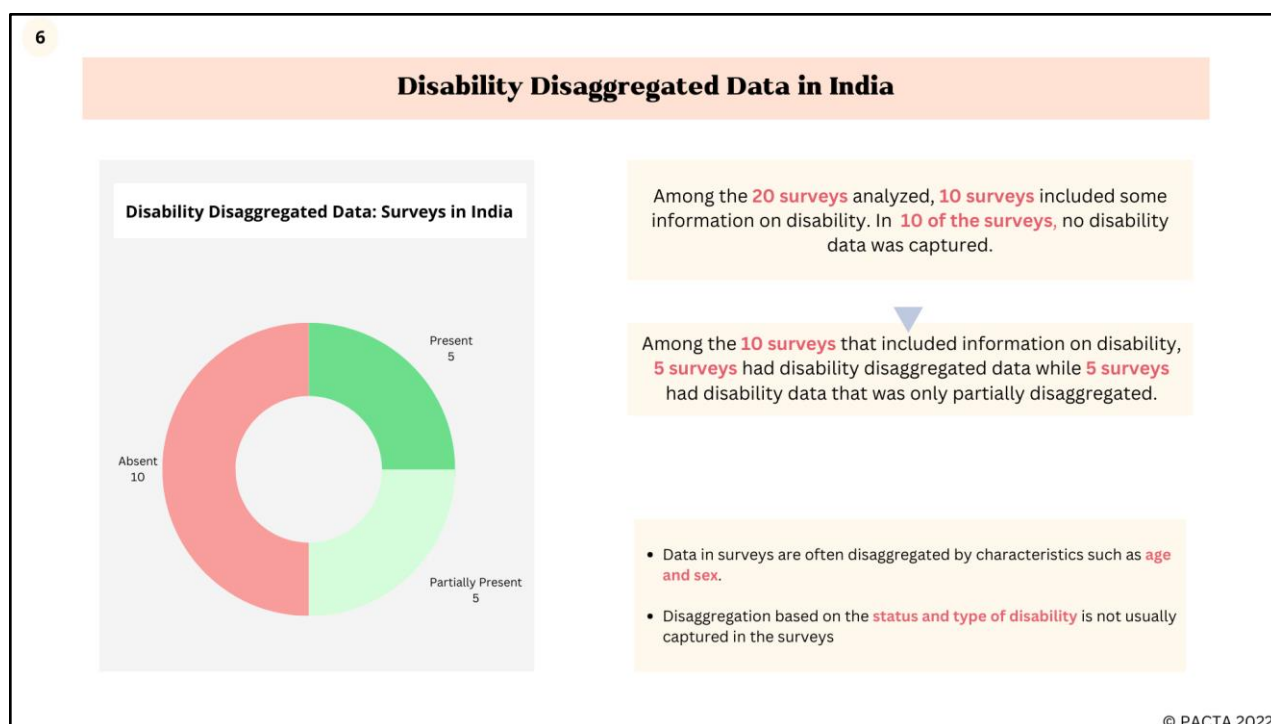 6
Disability Disaggregated Data in India
Disability Disaggregated Data: Surveys in India
Present
5
Absent
10
Partially Present
5
Among the 20 surveys analyzed, 10 surveys included some
information on disability. In 10 of the surveys, no disability
data was captured.
Among the 10 surveys that included information on disability,
5 surveys had disability disaggregated data while 5 surveys
had disability data that was only partially disaggregated.
• Data in surveys are often disaggregated by characteristics such as age
and sex.
• Disaggregation based on the status and type of disability is not usually
captured in the surveys
© PACTA 2022